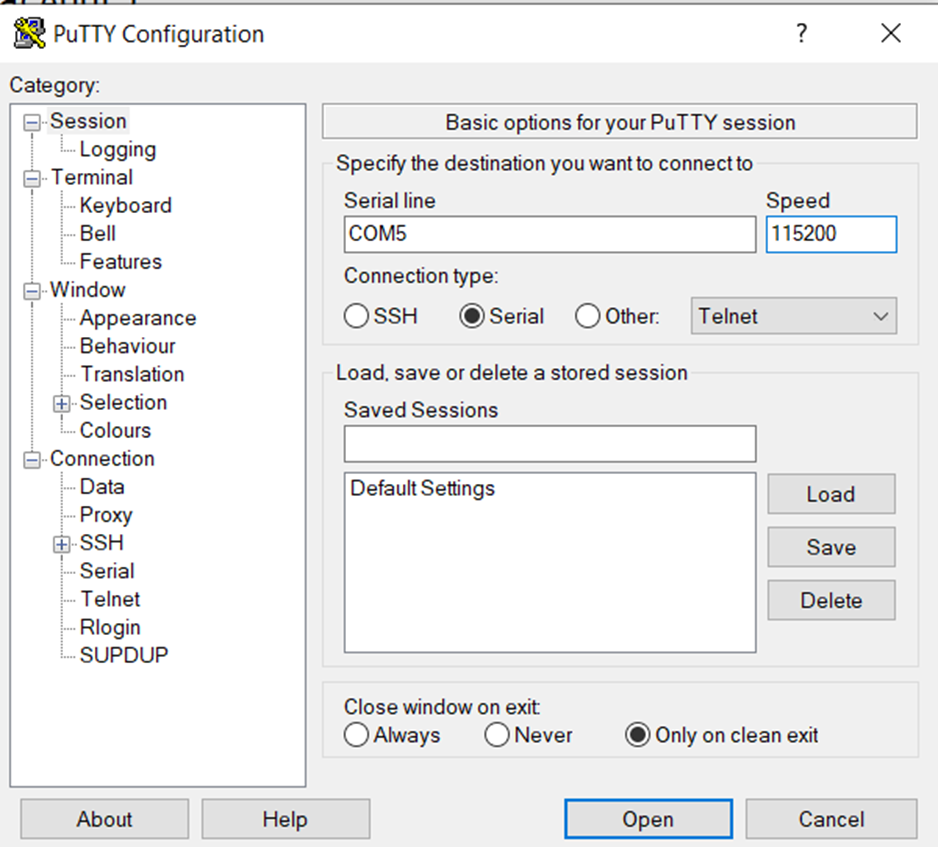 PuTTY Configuration
?
Category:
Session
Logging
Terminal
Keyboard
Bell
Features
Window
Appearance
Behaviour
Translation
Selection
Colours
Connection
Data
Proxy
SSH
Serial
Telnet
Rlogin
SUPDUP
Basic options for your PuTTY session
Specify the destination you want to connect to
Serial line Speed
COM5 115200
Connection type:
SSH Serial Other: Telnet
Load, save or delete a stored session
Saved Sessions
Default Settings
Load
Save
Delete
Close window on exit:
Always Never Only on clean exit
About Help Open Cancel